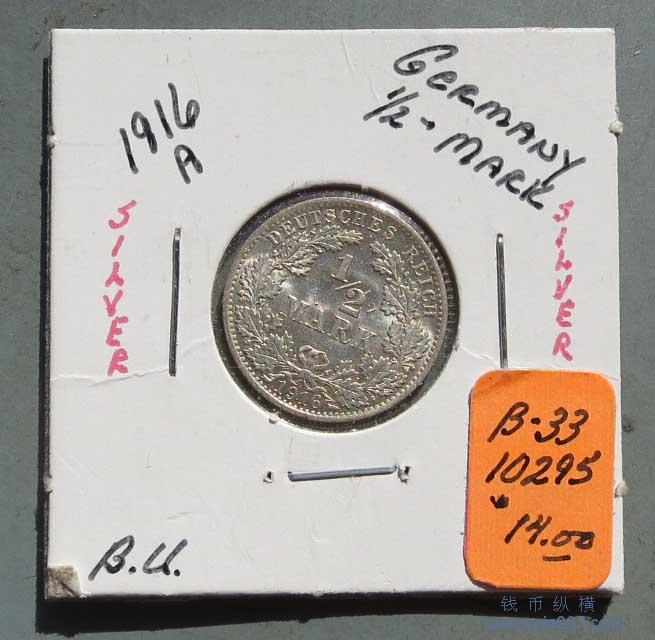 1916
A
GERMANY
1/2 - MARK
SILVER
SILVER
DEUTSCHES REICH
1/2
MARK
1916
B-33
10295
14.00
B.U.
钱币纵横